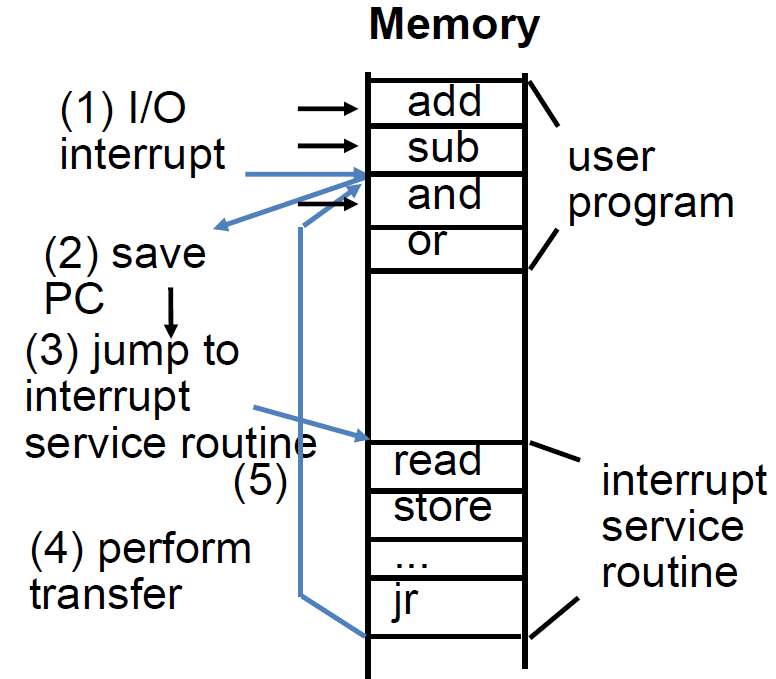 Memory
(1) I/O
interrupt
add
sub
and
or
user
program
(2) save
PC
(3) jump to
interrupt
service routine
(5)
(4) perform
transfer
read
store
...
jr
interrupt
service
routine